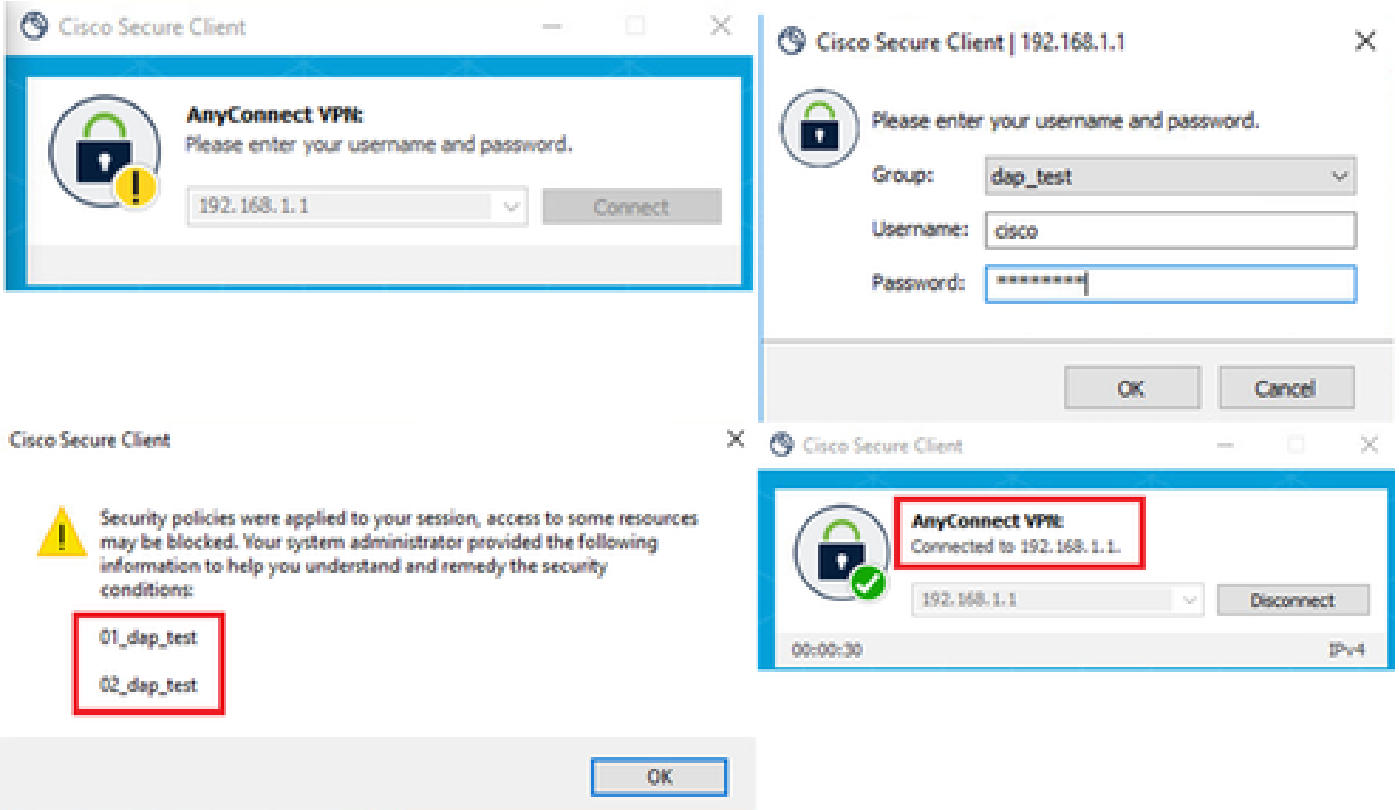 Cisco Secure Client
AnyConnect VPN:
Please enter your username and password.
192.168.1.1
Connect
Cisco Secure Client | 192.168.1.1
Please enter your username and password.
Group:
dap_test
Username:
cisco
Password:
********
OK
Cancel
Cisco Secure Client
Security policies were applied to your session, access to some resources
may be blocked. Your system administrator provided the following
information to help you understand and remedy the security
conditions:
01_dap_test
02_dap_test
OK
Cisco Secure Client
AnyConnect VPN:
Connected to 192.168.1.1.
192.168.1.1
Disconnect
00:00:30
IPv4